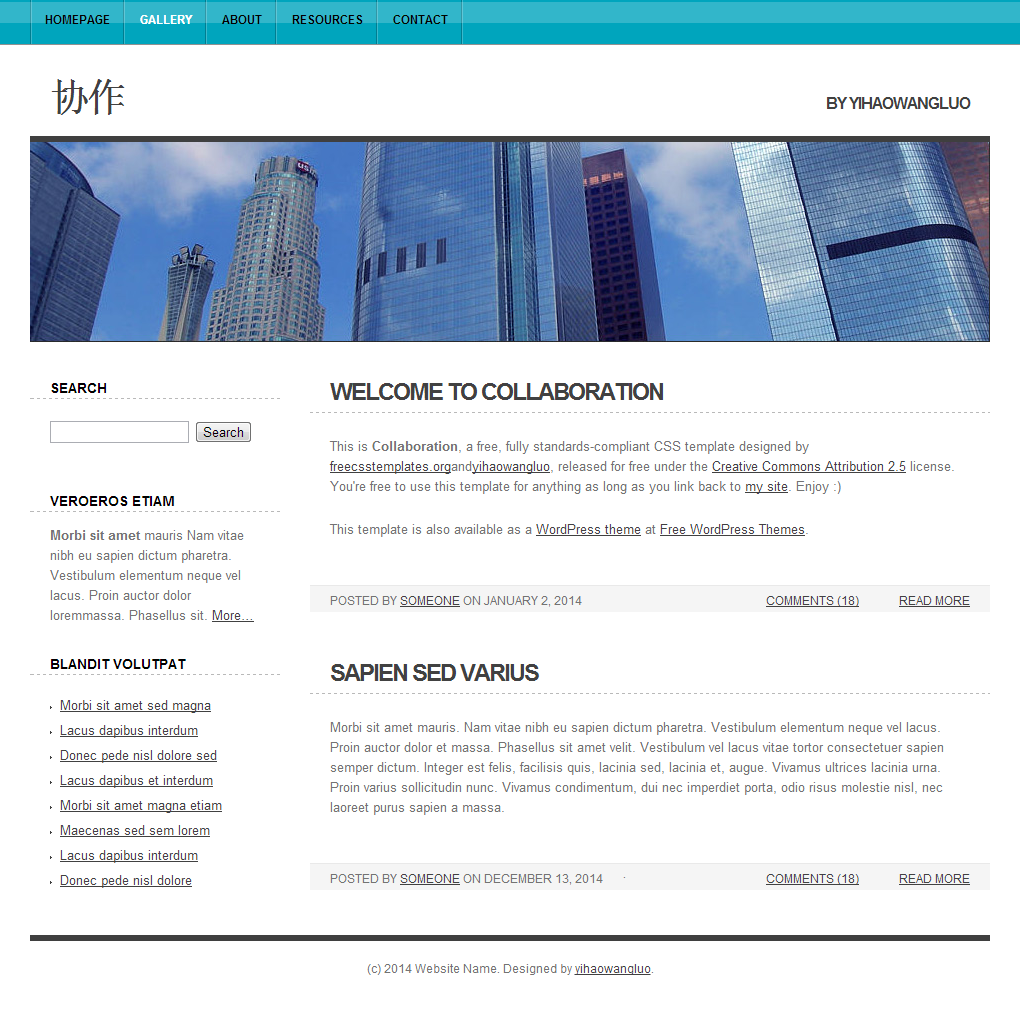 HOMEPAGE GALLERY ABOUT RESOURCES CONTACT
协作
BY YIHAOWANGLUO
SEARCH
Search
VEROEROS ETIAM
Morbi sit amet mauris Nam vitae
nibh eu sapien dictum pharetra.
Vestibulum elementum neque vel
lacus. Proin auctor dolor
loremmassa. Phasellus sit. More…
BLANDIT VOLUTPAT
Morbi sit amet sed magna
Lacus dapibus interdum
Donec pede nisl dolore sed
Lacus dapibus et interdum
Morbi sit amet magna etiam
Maecenas sed sem lorem
Lacus dapibus interdum
Donec pede nisl dolore
WELCOME TO COLLABORATION
This is Collaboration, a free, fully standards-compliant CSS template designed by
freecsstemplates.organdyihaowangluo, released for free under the Creative Commons Attribution 2.5 license.
You're free to use this template for anything as long as you link back to my site. Enjoy :)
This template is also available as a WordPress theme at Free WordPress Themes.
POSTED BY SOMEONE ON JANUARY 2, 2014 COMMENTS (18) READ MORE
SAPIEN SED VARIUS
Morbi sit amet mauris. Nam vitae nibh eu sapien dictum pharetra. Vestibulum elementum neque vel lacus.
Proin auctor dolor et massa. Phasellus sit amet velit. Vestibulum vel lacus vitae tortor consectetuer sapien
semper dictum. Integer est felis, facilisis quis, lacinia sed, lacinia et, augue. Vivamus ultrices lacinia urna.
Proin varius sollicitudin nunc. Vivamus condimentum, dui nec imperdiet porta, odio risus molestie nisl, nec
laoreet purus sapien a massa.
POSTED BY SOMEONE ON DECEMBER 13, 2014 · COMMENTS (18) READ MORE
(c) 2014 Website Name. Designed by yihaowangluo.